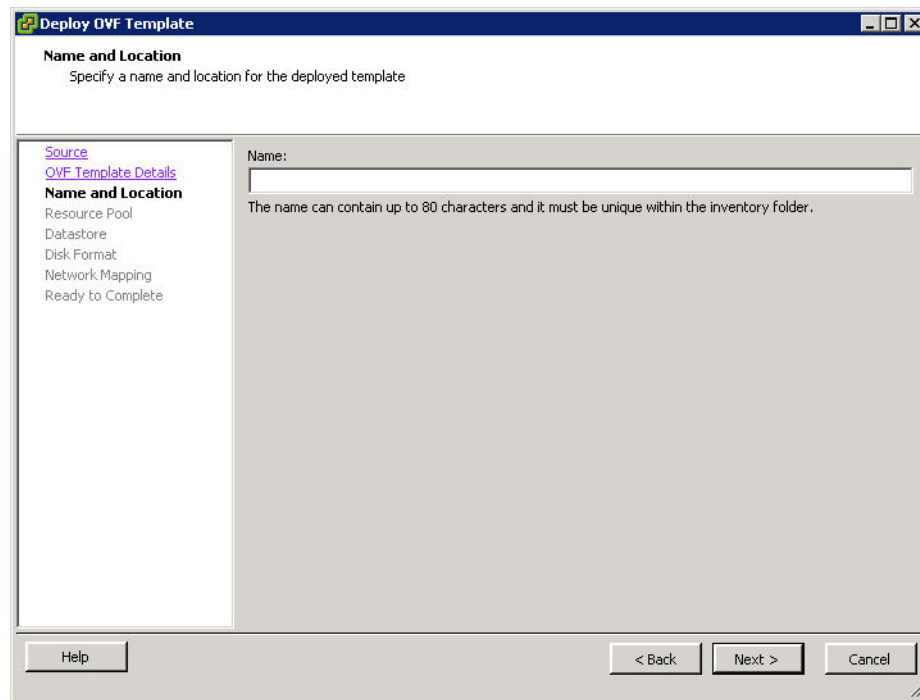 Deploy OVF Template
Name and Location
Specify a name and location for the deployed template
Source
OVF Template Details
Name and Location
Resource Pool
Datastore
Disk Format
Network Mapping
Ready to Complete
Name:
The name can contain up to 80 characters and it must be unique within the inventory folder.
Help
< Back
Next >
Cancel